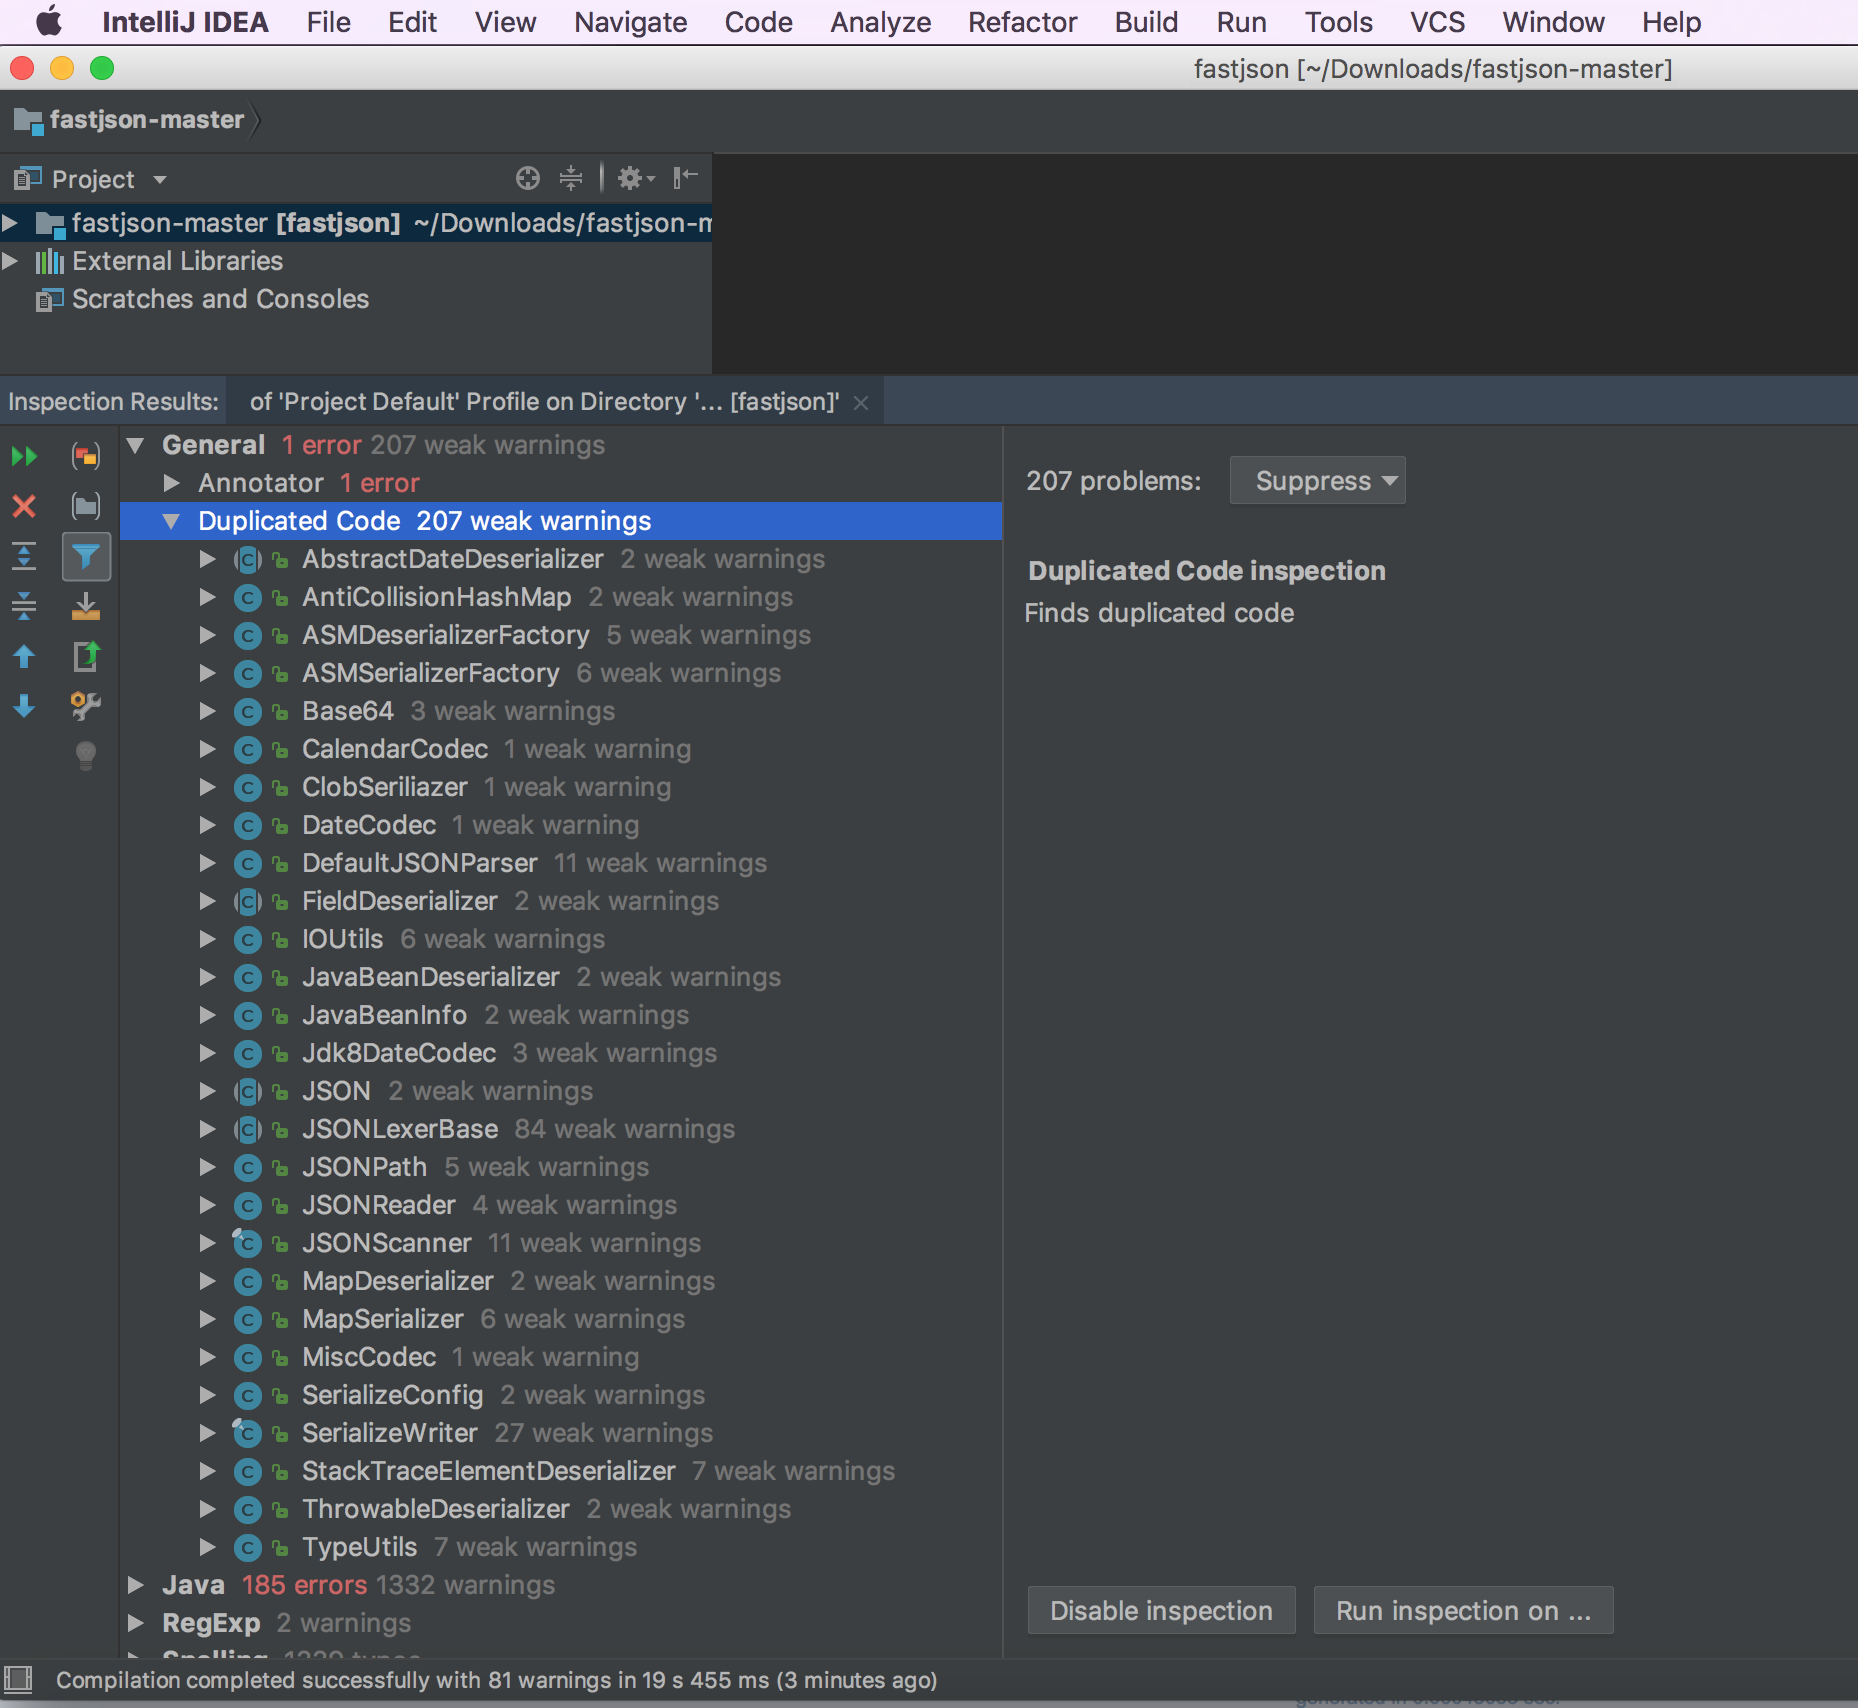 IntelliJ IDEA File Edit View Navigate Code Analyze Refactor Build Run Tools VCS Window Help
fastjson [~/Downloads/fastjson-master]
fastjson-master
Project
fastjson-master [fastjson] ~/Downloads/fastjson-m
External Libraries
Scratches and Consoles
Inspection Results: of 'Project Default' Profile on Directory '... [fastjson]'
General 1 error 207 weak warnings
Annotator 1 error
Duplicated Code 207 weak warnings
AbstractDateDeserializer 2 weak warnings
AntiCollisionHashMap 2 weak warnings
ASMDeserializerFactory 5 weak warnings
ASMSerializerFactory 6 weak warnings
Base64 3 weak warnings
CalendarCodec 1 weak warning
ClobSeriliazer 1 weak warning
DateCodec 1 weak warning
DefaultJSONParser 11 weak warnings
FieldDeserializer 2 weak warnings
IOUtils 6 weak warnings
JavaBeanDeserializer 2 weak warnings
JavaBeanInfo 2 weak warnings
Jdk8DateCodec 3 weak warnings
JSON 2 weak warnings
JSONLexerBase 84 weak warnings
JSONPath 5 weak warnings
JSONReader 4 weak warnings
JSONScanner 11 weak warnings
MapDeserializer 2 weak warnings
MapSerializer 6 weak warnings
MiscCodec 1 weak warning
SerializeConfig 2 weak warnings
SerializeWriter 27 weak warnings
StackTraceElementDeserializer 7 weak warnings
ThrowableDeserializer 2 weak warnings
TypeUtils 7 weak warnings
Java 185 errors 1332 warnings
RegExp 2 warnings
207 problems: Suppress
Duplicated Code inspection
Finds duplicated code
Disable inspection Run inspection on ...
Compilation completed successfully with 81 warnings in 19 s 455 ms (3 minutes ago)